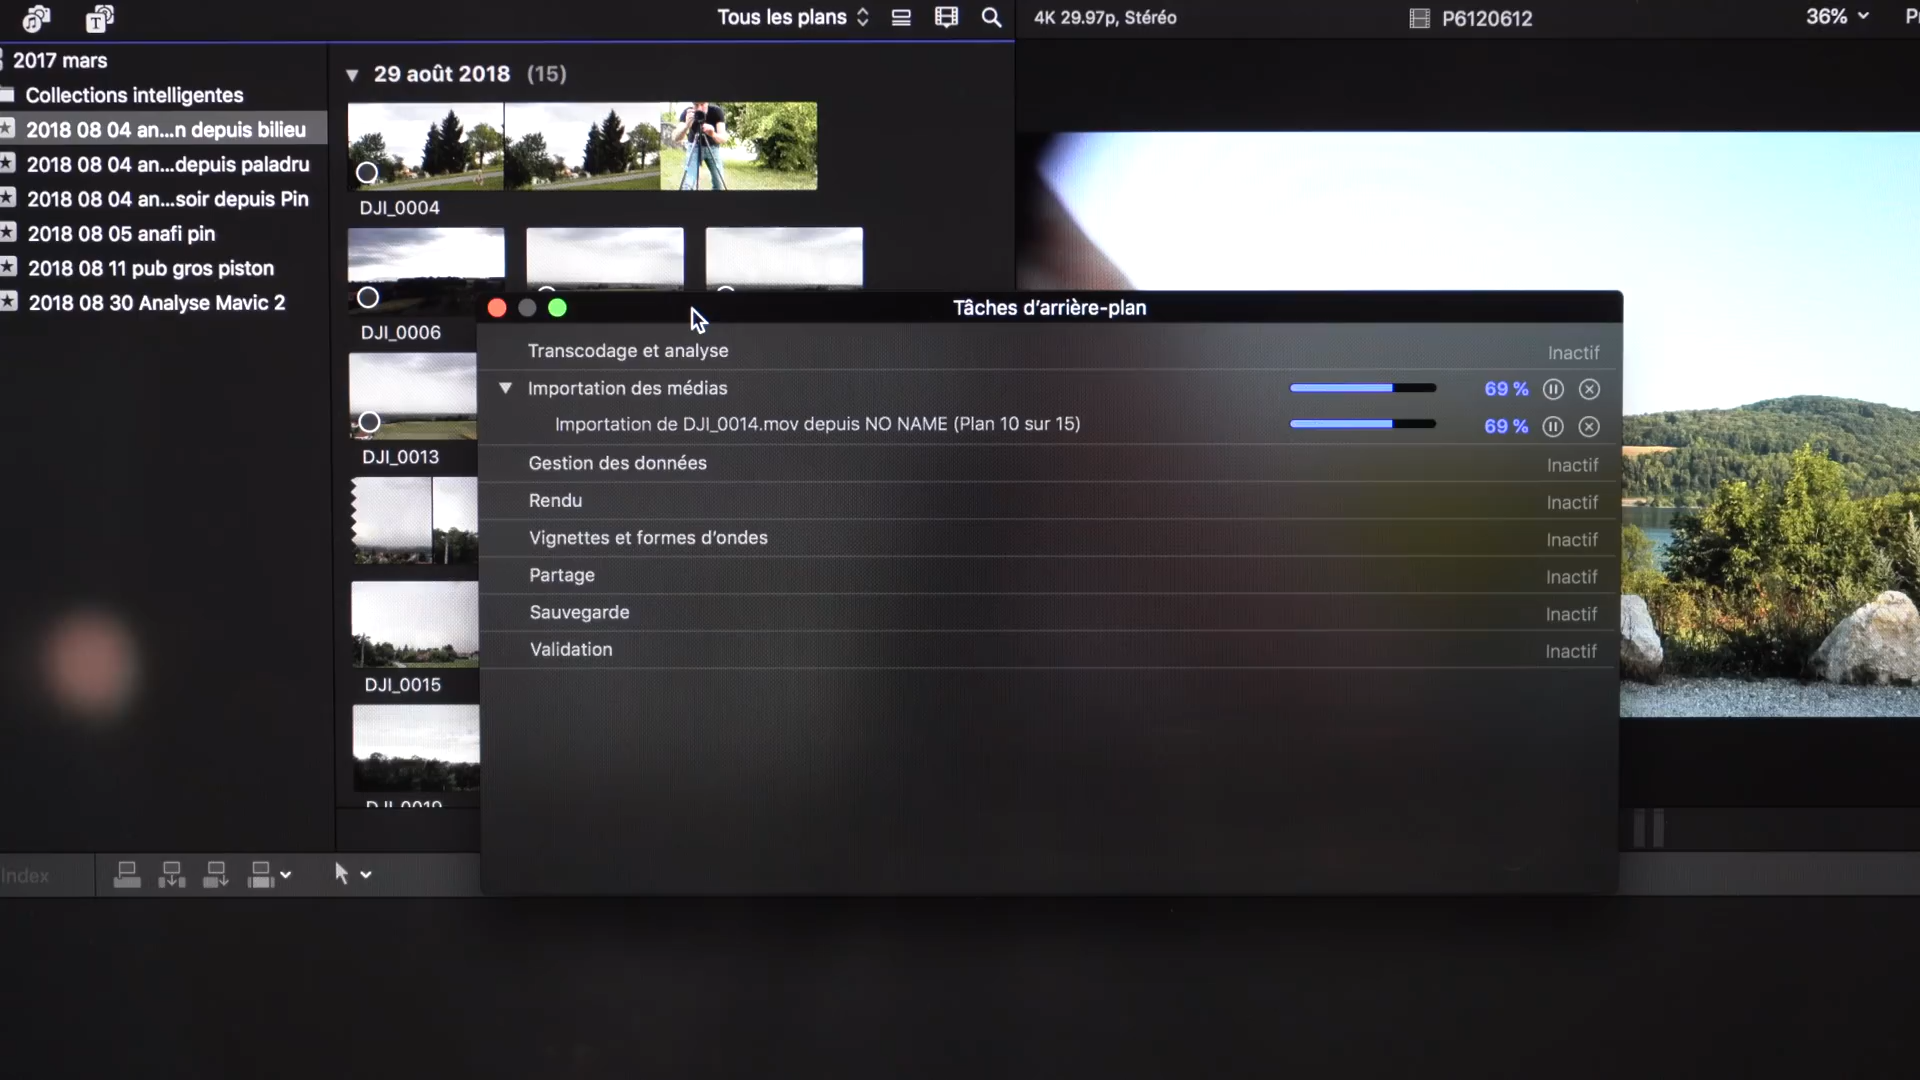 Tous les plans
4K 29.97p, Stéréo
P6120612
36%
2017 mars
Collections intelligentes
2018 08 04 an...n depuis bilieu
2018 08 04 an...depuis paladru
2018 08 04 an...soir depuis Pin
2018 08 05 anafi pin
2018 08 11 pub gros piston
2018 08 30 Analyse Mavic 2
29 août 2018 (15)
DJI_0004
DJI_0006
DJI_0013
DJI_0015
DJI_0019
Tâches d’arrière-plan
Transcodage et analyse Inactif
Importation des médias 69 %
Importation de DJI_0014.mov depuis NO NAME (Plan 10 sur 15) 69 %
Gestion des données Inactif
Rendu Inactif
Vignettes et formes d’ondes Inactif
Partage Inactif
Sauvegarde Inactif
Validation Inactif
Index